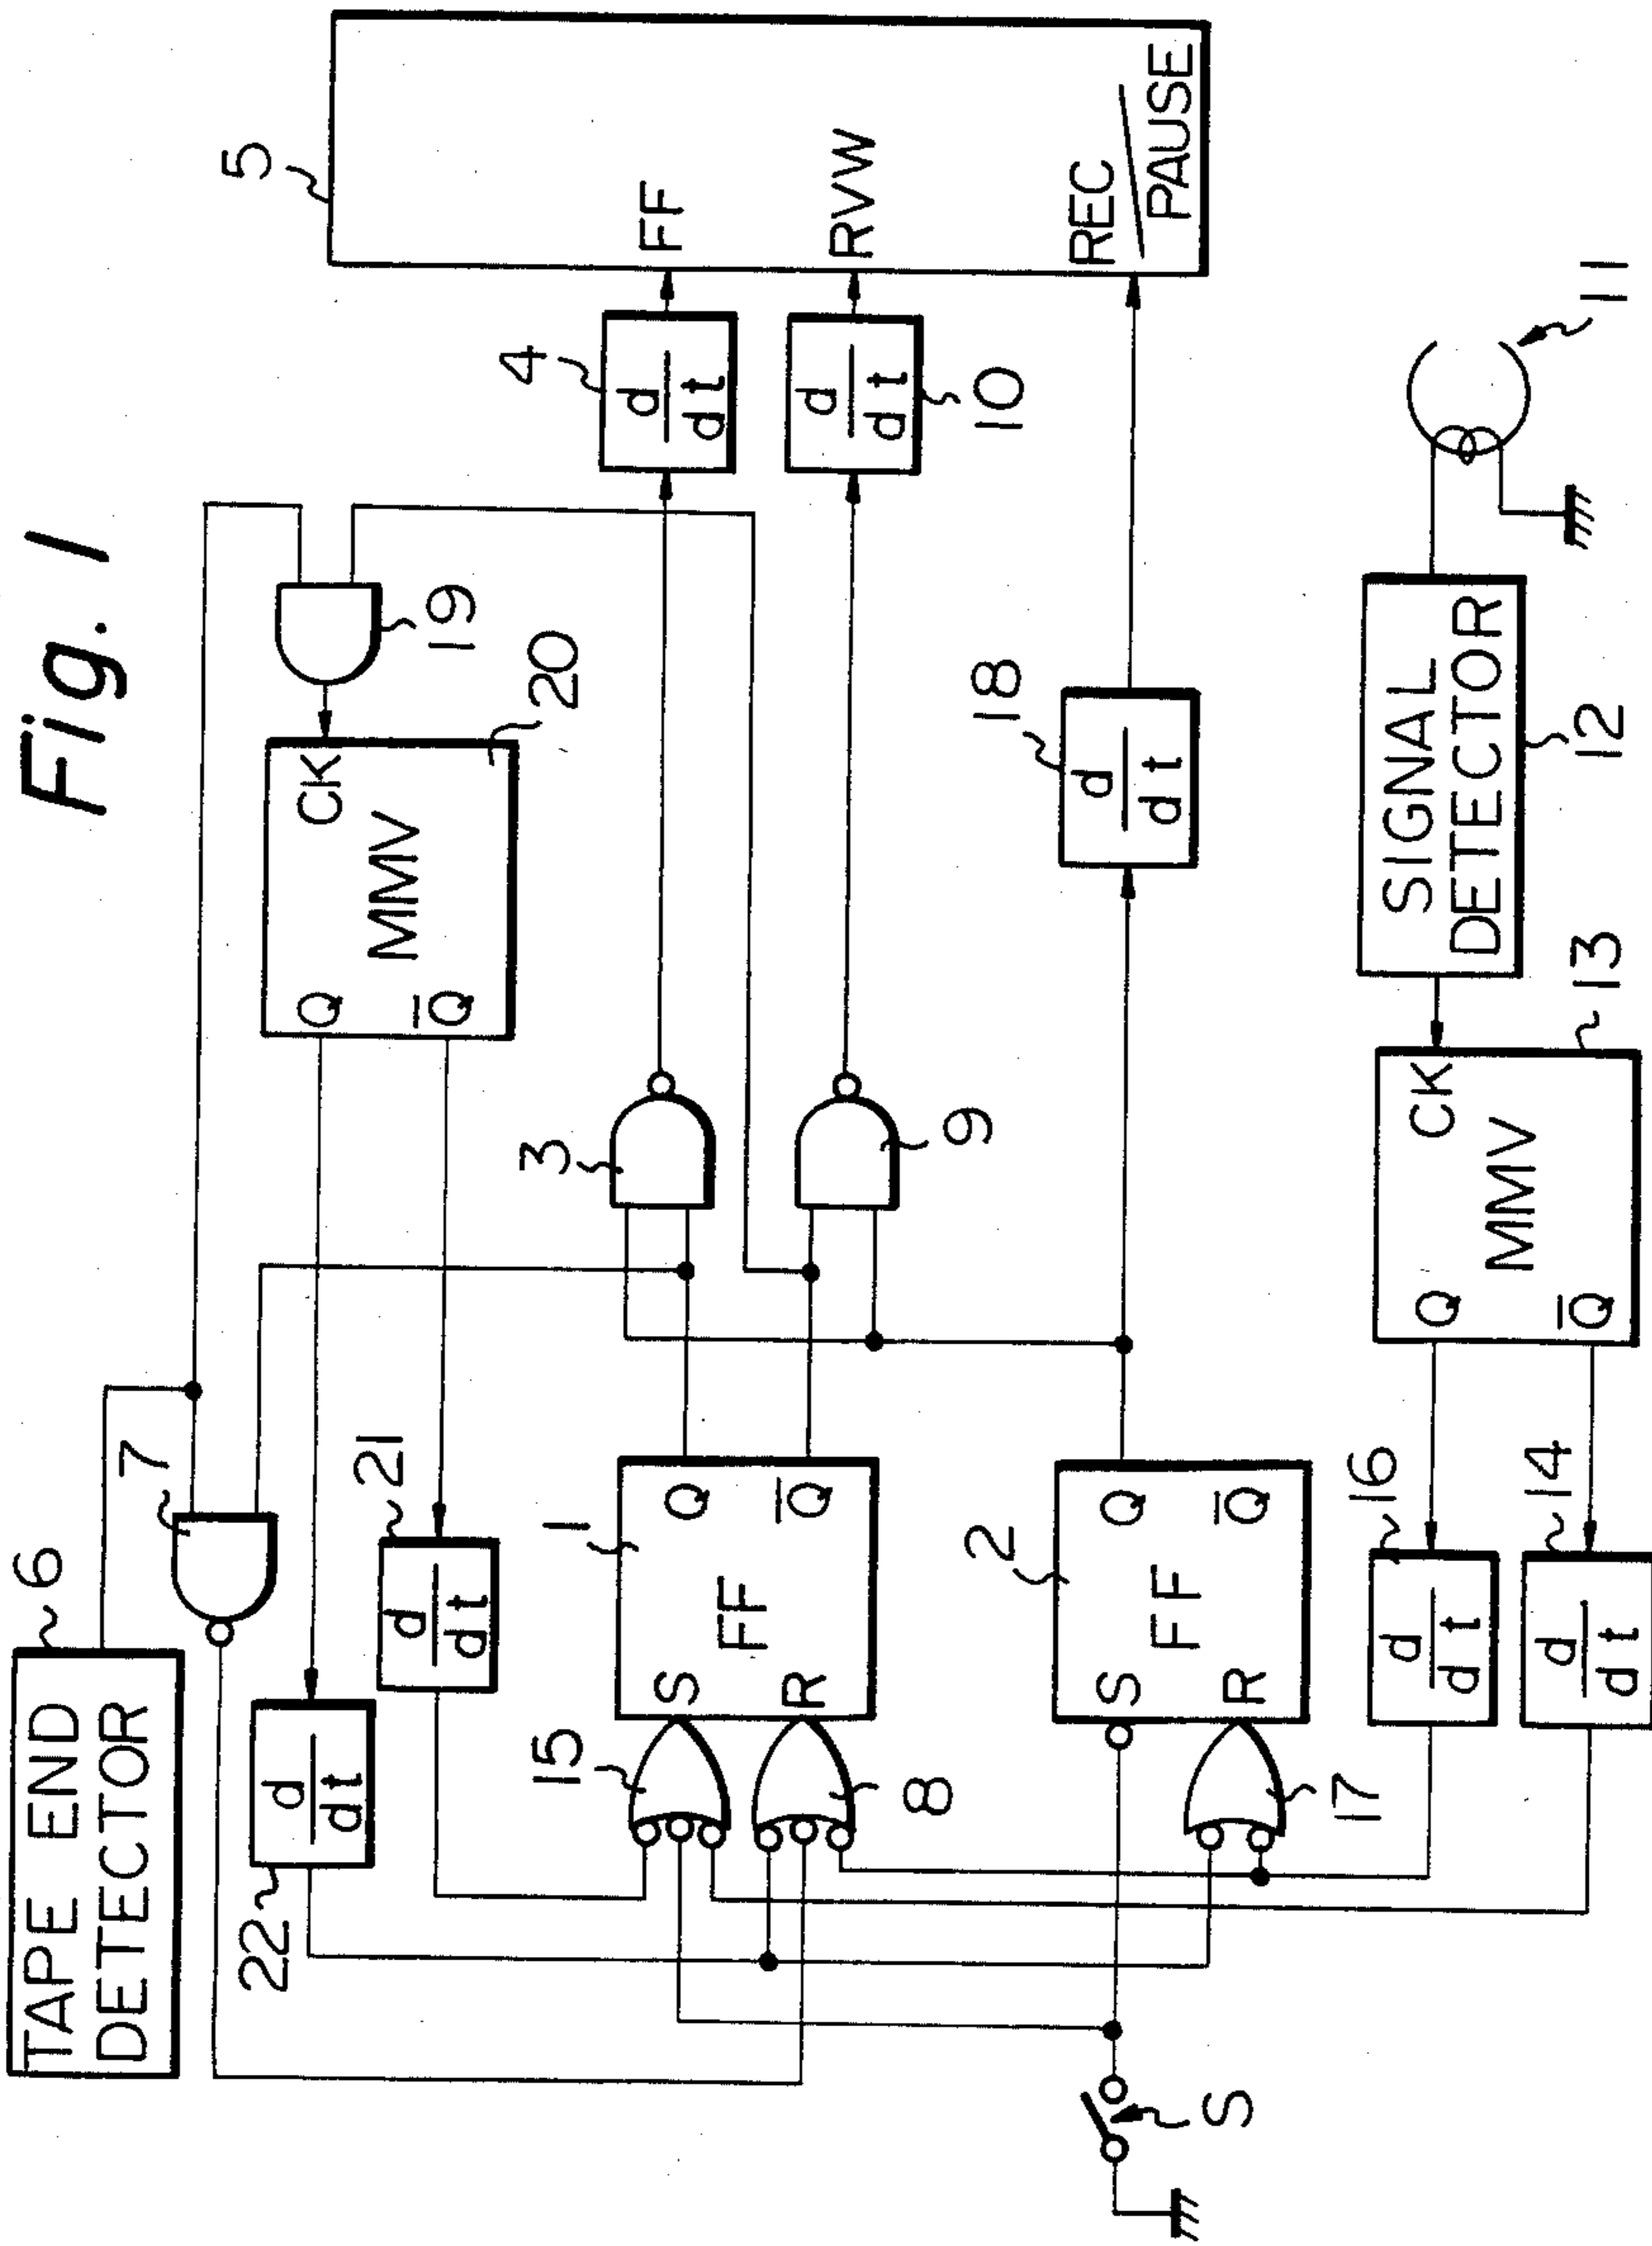 Fig. 1
TAPE END
DETECTOR
6
7
22
d
dt
21
d
dt
Q
Q̅
MMV
CK
20
19
5
FF
RVW
REC
PAUSE
4
d
dt
10
d
dt
3
9
15
8
S
R
FF
1
Q
Q̅
S
17
S
R
FF
2
Q
Q̅
18
d
dt
16
d
dt
14
d
dt
Q
Q̅
MMV
CK
13
SIGNAL
DETECTOR
12
11